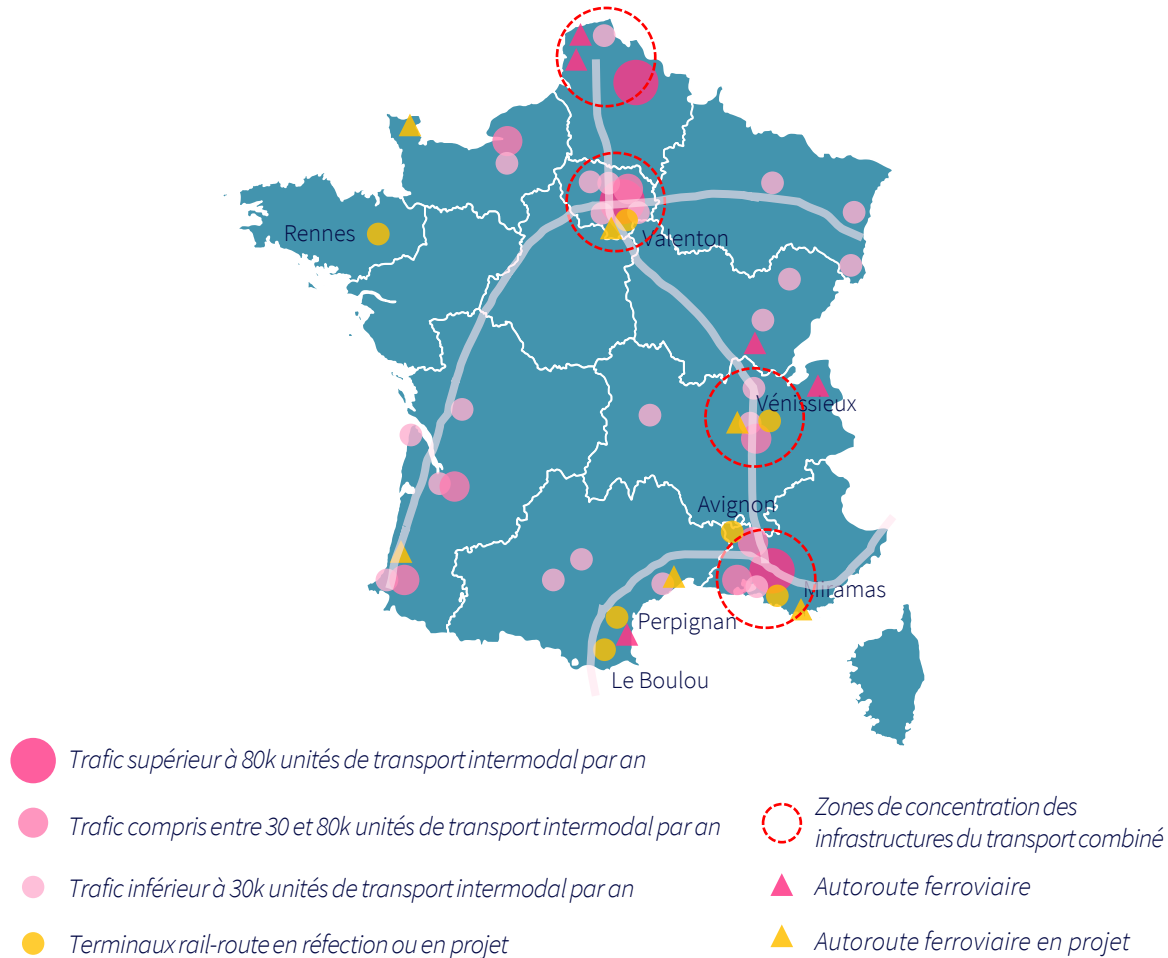 Rennes
Valenton
Vénissieux
Avignon
Miramas
Perpignan
Le Boulou
Trafic supérieur à 80k unités de transport intermodal par an
Trafic compris entre 30 et 80k unités de transport intermodal par an
Trafic inférieur à 30k unités de transport intermodal par an
Terminaux rail-route en réfection ou en projet
Zones de concentration des
infrastructures du transport combiné
Autoroute ferroviaire
Autoroute ferroviaire en projet